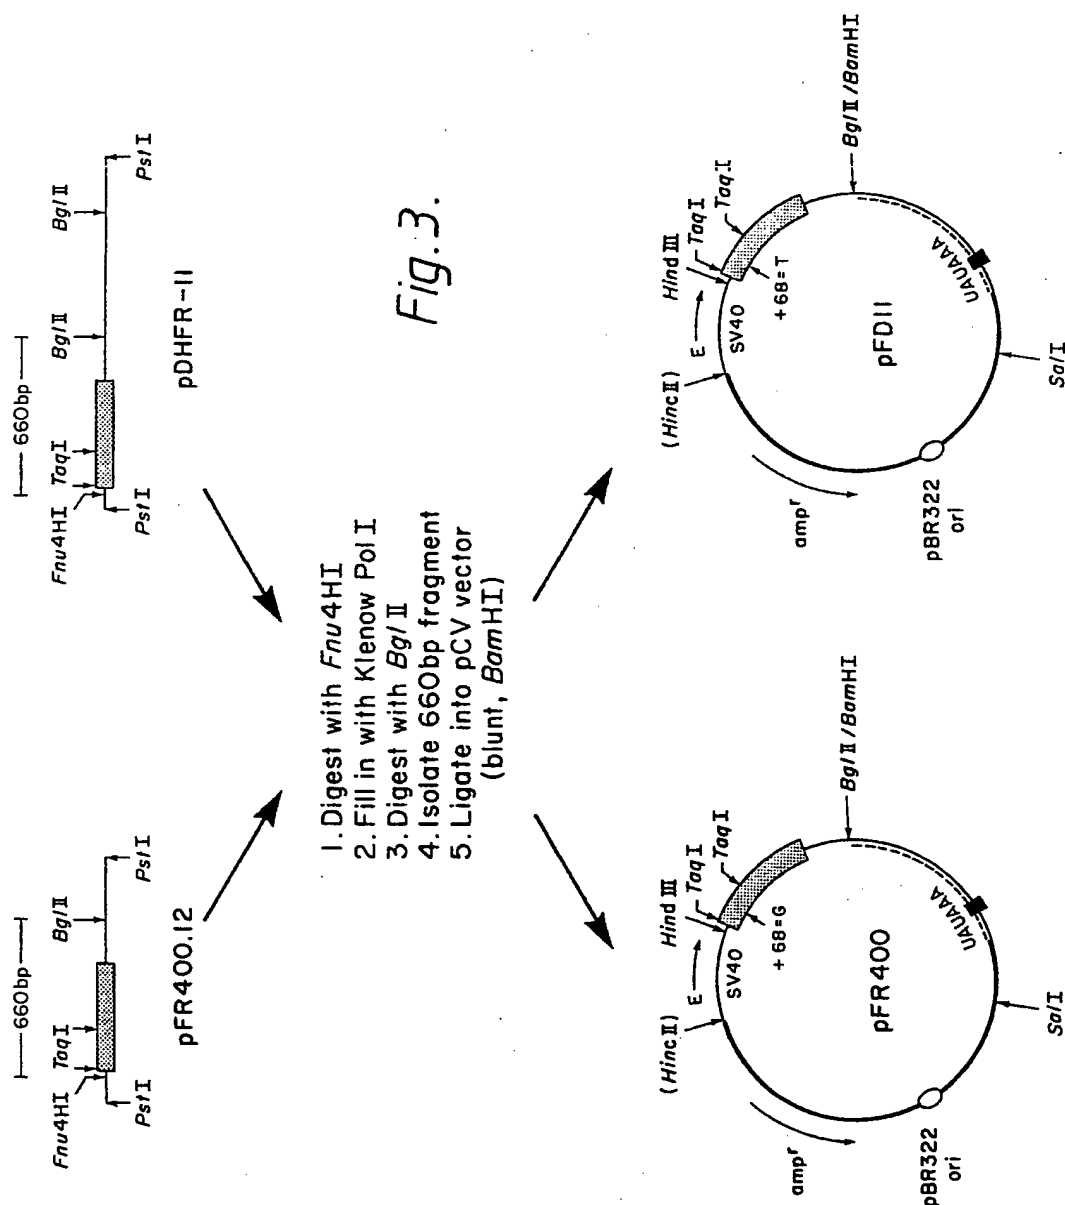 660bp
Fnu4HI
TaqI
BglII
PstI
PstI
pFR400.12
660bp
Fnu4HI
TaqI
BglII
BglII
PstI
PstI
pDHFR-11
Fig.3.
1. Digest with Fnu4HI
2. Fill in with Klenow Pol I
3. Digest with BglII
4. Isolate 660bp fragment
5. Ligate into pCV vector
(blunt, BamHI)
HindIII
TaqI
TaqI
E
SV40
+68=G
(HincII)
BglII/BamHI
UAUAAA
pFR400
amp^r
pBR322
ori
SalI
HindIII
TaqI
TaqI
E
SV40
+68=T
(HincII)
BglII/BamHI
UAUAAA
pFD11
amp^r
pBR322
ori
SalI